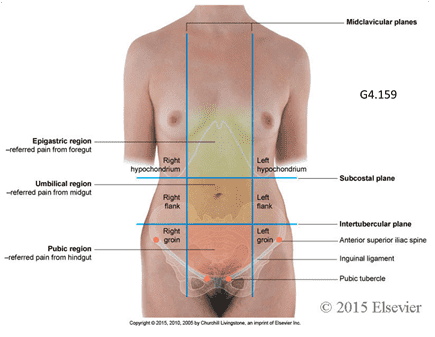 Midclavicular planes
G4.159
Epigastric region
–referred pain from foregut
Right
hypochondrium
Left
hypochondrium
Subcostal plane
Umbilical region
–referred pain from midgut
Right
flank
Left
flank
Intertubercular plane
Right
groin
Left
groin
Anterior superior iliac spine
Pubic region
–referred pain from hindgut
Inguinal ligament
Pubic tubercle
© 2015 Elsevier
Copyright © 2015, 2010, 2005 by Churchill Livingstone, an imprint of Elsevier Inc.